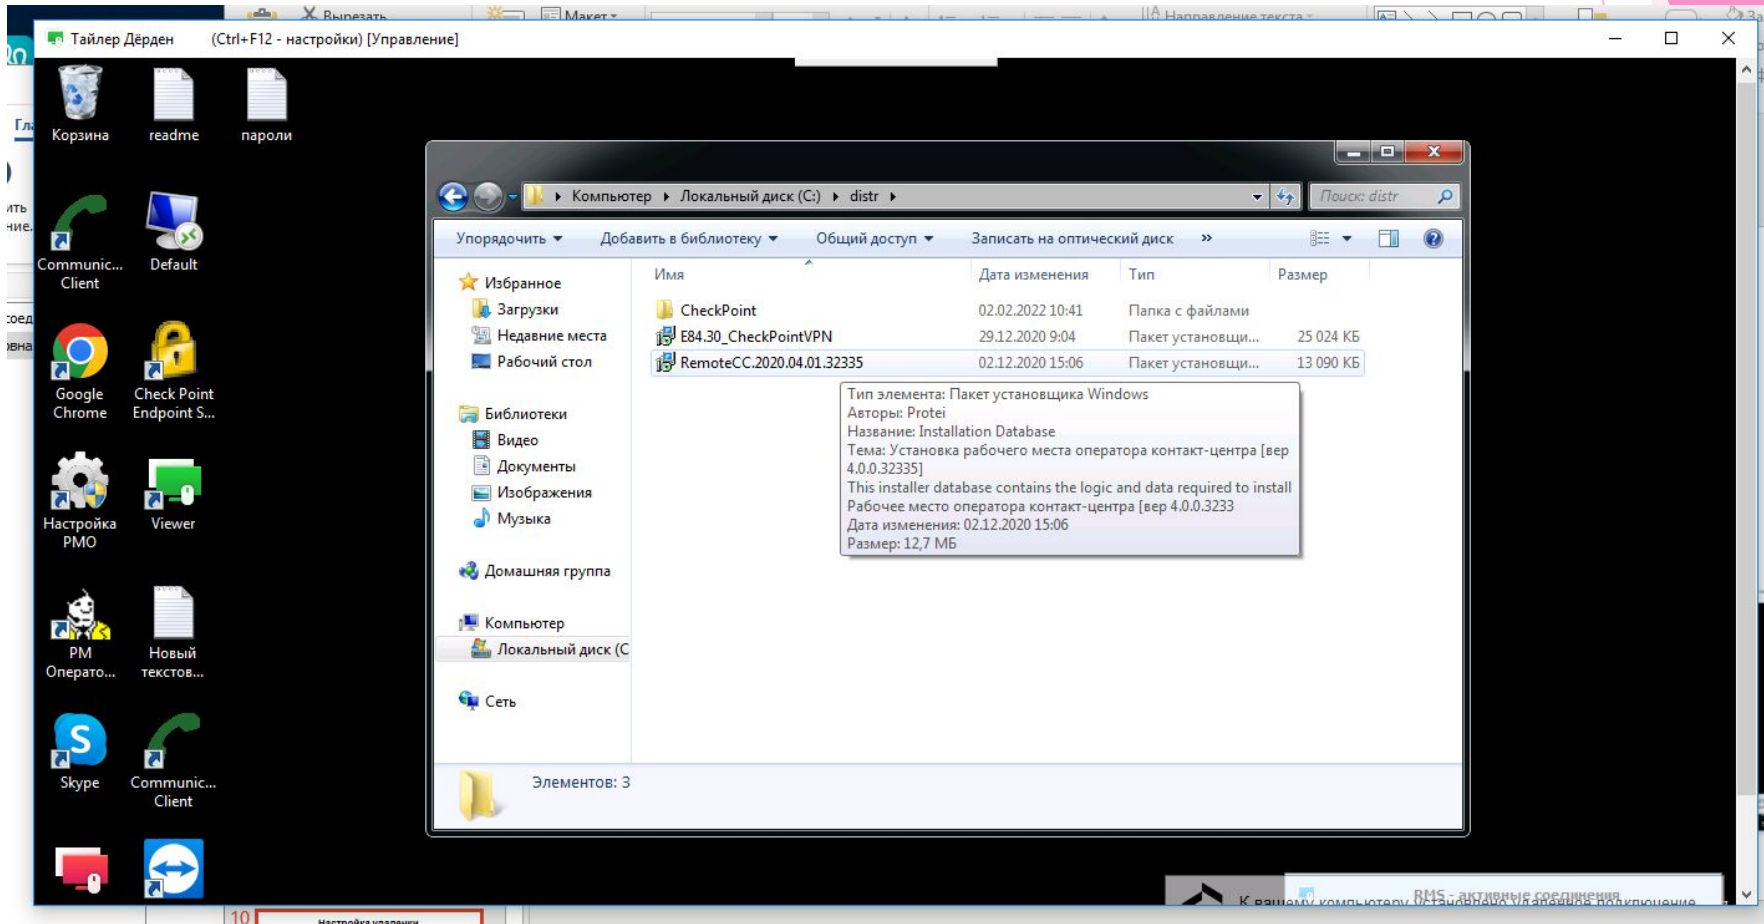 Вырезать
Макет
Направление текста
Тайлер Дёрден (Ctrl+F12 - настройки) [Управление]
Корзина
readme
пароли
Communic...
Client
Default
Google
Chrome
Check Point
Endpoint S...
Настройка
РМО
Viewer
РМ
Операто...
Новый
текстов...
Skype
Communic...
Client
Компьютер
Локальный диск (C:)
distr
Поиск: distr
Упорядочить
Добавить в библиотеку
Общий доступ
Записать на оптический диск
»
Избранное
Загрузки
Недавние места
Рабочий стол
Библиотеки
Видео
Документы
Изображения
Музыка
Домашняя группа
Компьютер
Локальный диск (C
Сеть
Имя Дата изменения Тип Размер
CheckPoint 02.02.2022 10:41 Папка с файлами
E84.30_CheckPointVPN 29.12.2020 9:04 Пакет установщи... 25 024 КБ
RemoteCC.2020.04.01.32335 02.12.2020 15:06 Пакет установщи... 13 090 КБ
Тип элемента: Пакет установщика Windows
Авторы: Protei
Название: Installation Database
Тема: Установка рабочего места оператора контакт-центра [вер
4.0.0.32335]
This installer database contains the logic and data required to install
Рабочее место оператора контакт-центра [вер 4.0.0.3233
Дата изменения: 02.12.2020 15:06
Размер: 12,7 МБ
Элементов: 3
RMS - активные соединения
К вашему компьютеру установлено удаленное подключение
10
Настройка удаленки